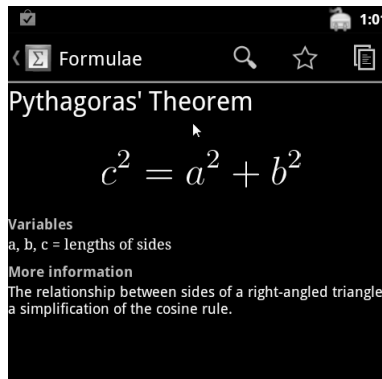 1:01
Formulae
Pythagoras' Theorem
c² = a² + b²
Variables
a, b, c = lengths of sides
More information
The relationship between sides of a right-angled triangle
a simplification of the cosine rule.